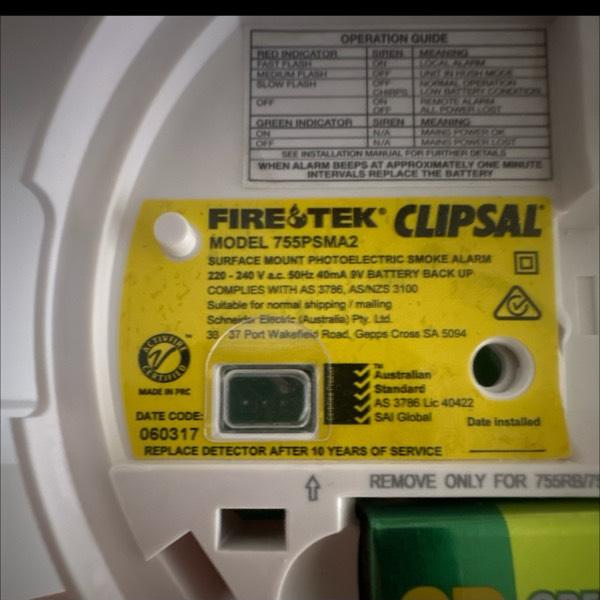 OPERATION GUIDE
RED INDICATOR SIREN MEANING
FAST FLASH ON LOCAL ALARM
MEDIUM FLASH OFF UNIT IN HUSH MODE
SLOW FLASH OFF NORMAL OPERATION
CHIRPS LOW BATTERY CONDITION
OFF ON REMOTE ALARM
OFF ALL POWER LOST
GREEN INDICATOR SIREN MEANING
ON N/A MAINS POWER OK
OFF N/A MAINS POWER LOST
SEE INSTALLATION MANUAL FOR FURTHER DETAILS
WHEN ALARM BEEPS AT APPROXIMATELY ONE MINUTE
INTERVALS REPLACE THE BATTERY
FIRETEK® CLIPSAL®
MODEL 755PSMA2
SURFACE MOUNT PHOTOELECTRIC SMOKE ALARM
220 - 240 V a.c. 50Hz 40mA 9V BATTERY BACK UP
COMPLIES WITH AS 3786, AS/NZS 3100
Suitable for normal shipping / mailing
Schneider Electric (Australia) Pty. Ltd.
33 - 37 Port Wakefield Road, Gepps Cross SA 5094
ACTIVFIRE CERTIFIED
MADE IN PRC
Certified Product
™
Australian
Standard
AS 3786 Lic 40422
SAI Global
Date installed
DATE CODE:
060317
REPLACE DETECTOR AFTER 10 YEARS OF SERVICE
REMOVE ONLY FOR 755RB/75
GP